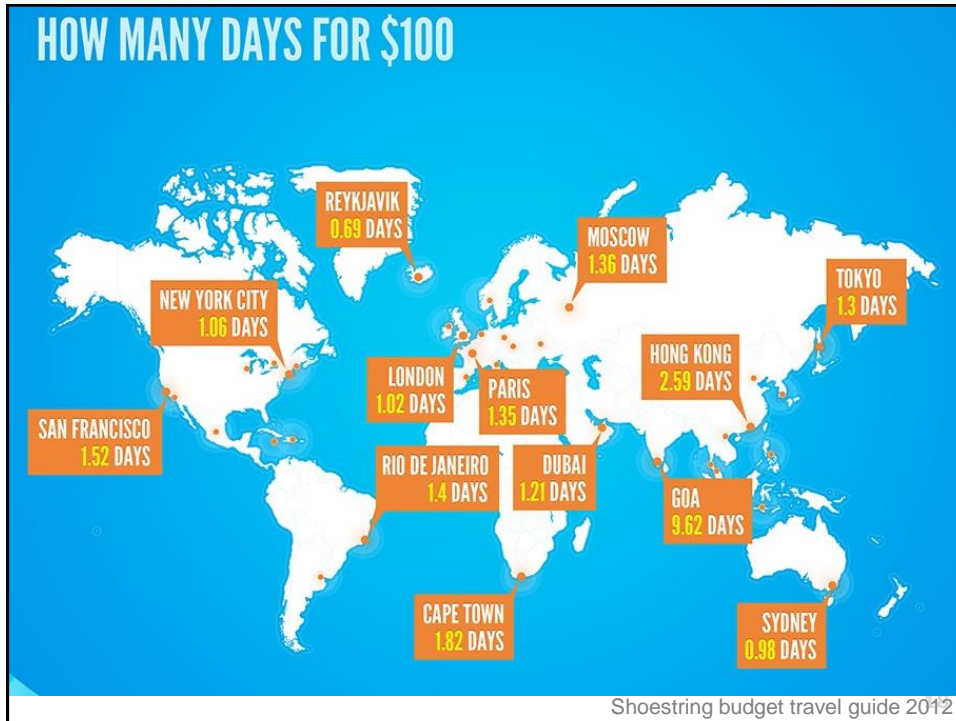 HOW MANY DAYS FOR $100
REYKJAVIK
0.69 DAYS
MOSCOW
1.36 DAYS
TOKYO
1.3 DAYS
NEW YORK CITY
1.06 DAYS
HONG KONG
2.59 DAYS
LONDON
1.02 DAYS
PARIS
1.35 DAYS
SAN FRANCISCO
1.52 DAYS
RIO DE JANEIRO
1.4 DAYS
DUBAI
1.21 DAYS
GOA
9.62 DAYS
CAPE TOWN
1.82 DAYS
SYDNEY
0.98 DAYS
Shoestring budget travel guide 2012